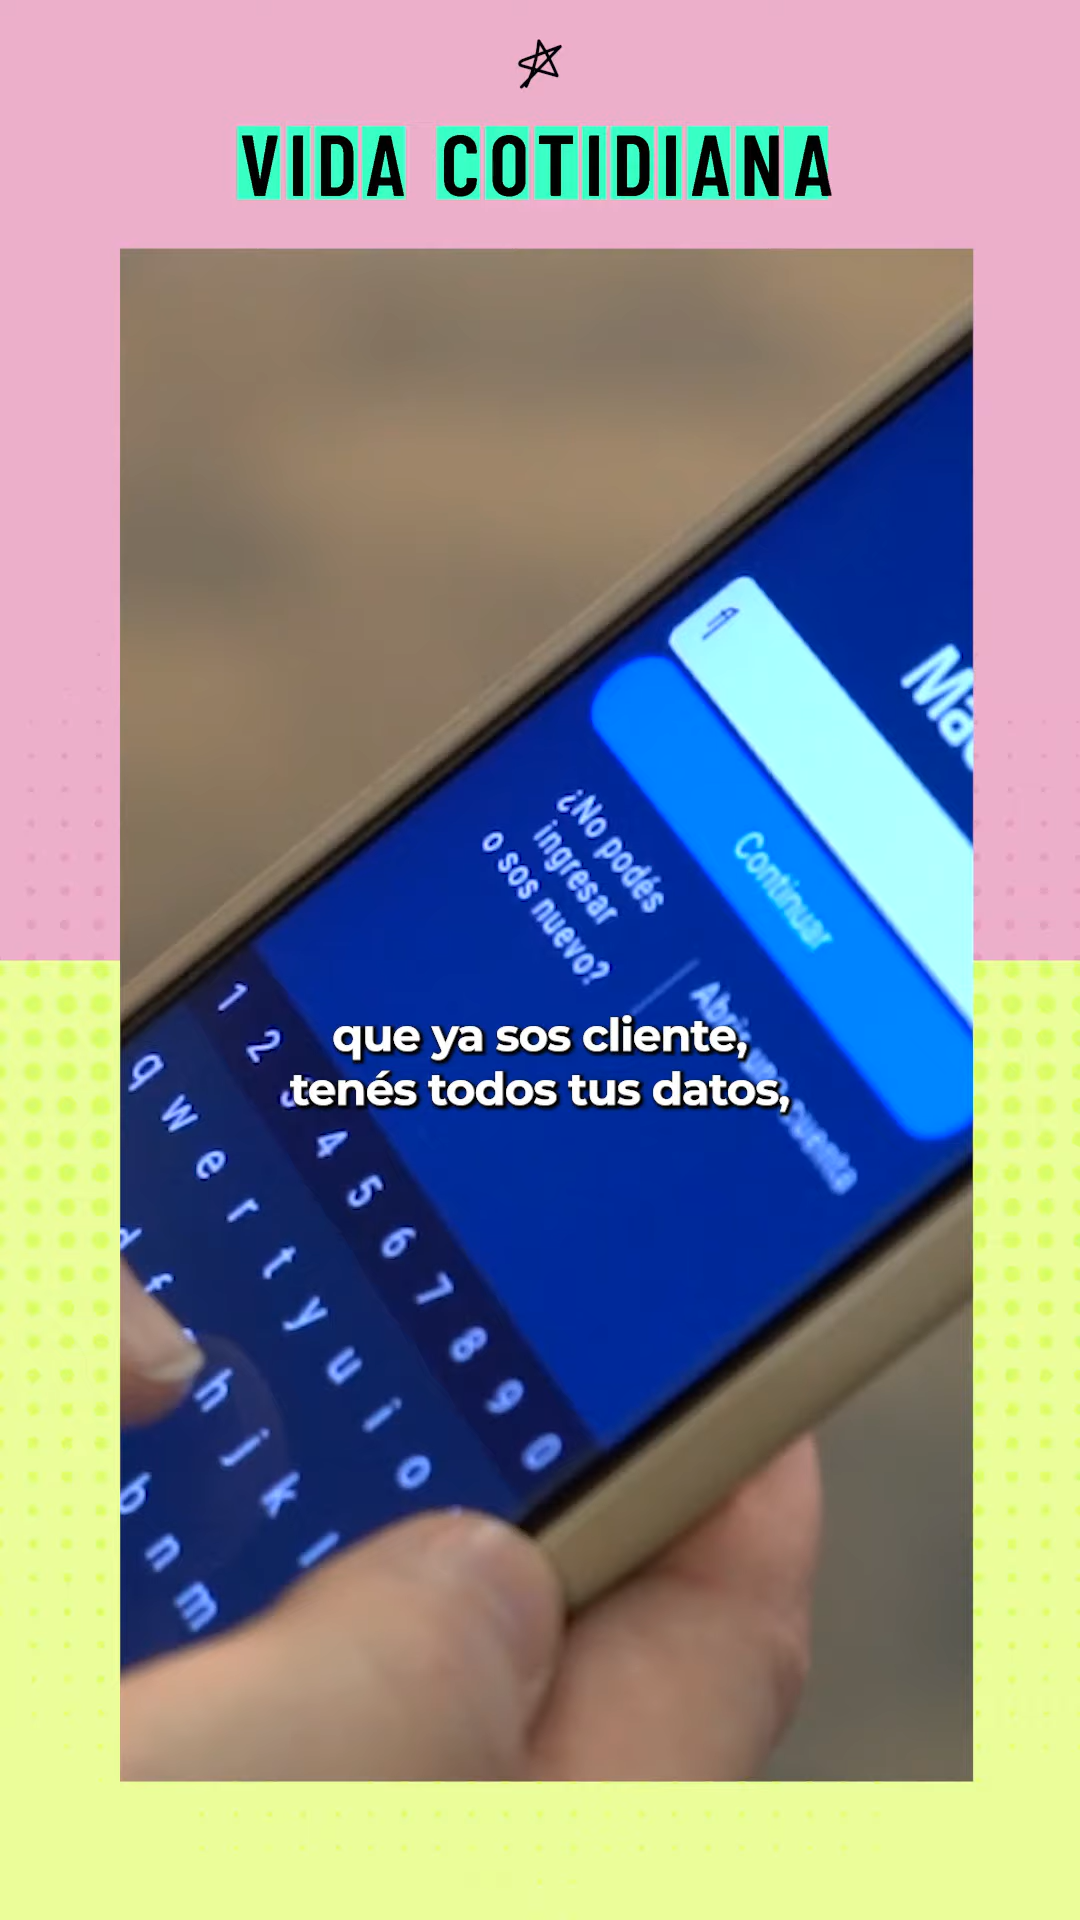 VIDA COTIDIANA
Continuar
¿No podés
ingresar
o sos nuevo?
que ya sos cliente,
tenés todos tus datos,
1 2 4 5 6 7 8 9 0
q w e r t y u i o
d f h j k l
b n m